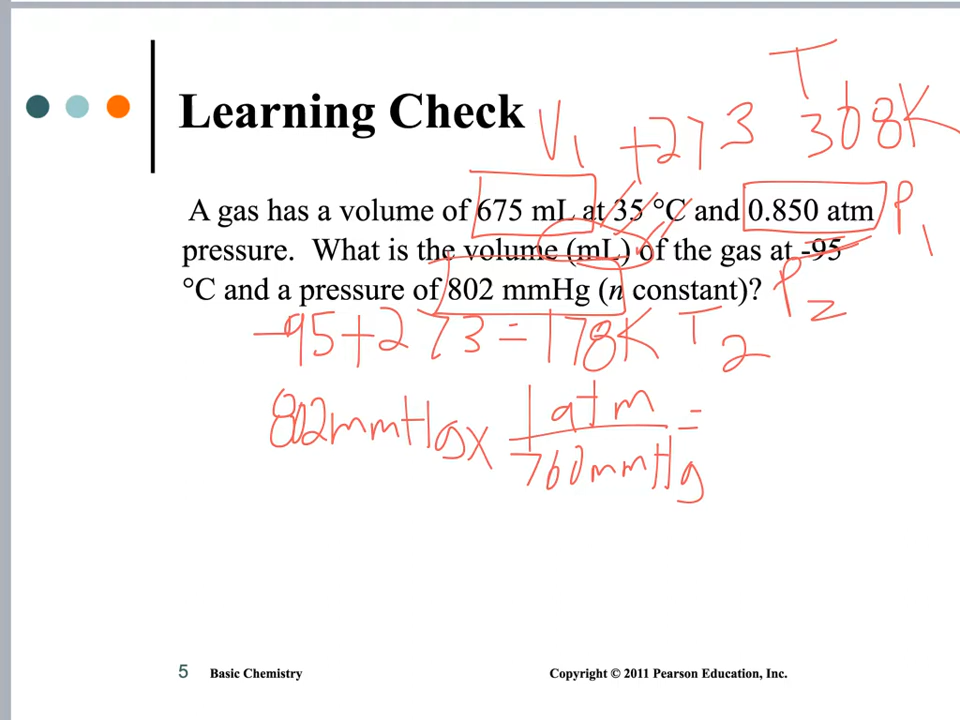 Learning Check
V1 +273 T 308K
A gas has a volume of 675 mL at 35 °C and 0.850 atm P1
pressure. What is the volume (mL) of the gas at -95
°C and a pressure of 802 mmHg (n constant)? P2
-95+273=178K T2
802mmHgx 1atm/760mmHg =
5 Basic Chemistry Copyright © 2011 Pearson Education, Inc.